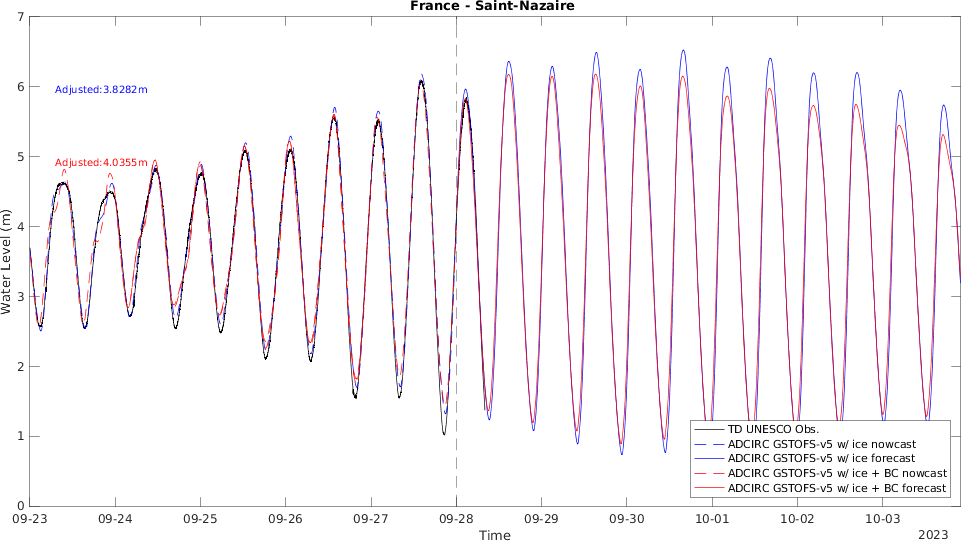 France - Saint-Nazaire
7
6
5
4
3
2
1
0
Water Level (m)
Adjusted:3.8282m
Adjusted:4.0355m
TD UNESCO Obs.
ADCIRC GSTOFS-v5 w/ ice nowcast
ADCIRC GSTOFS-v5 w/ ice forecast
ADCIRC GSTOFS-v5 w/ ice + BC nowcast
ADCIRC GSTOFS-v5 w/ ice + BC forecast
09-23 09-24 09-25 09-26 09-27 09-28 09-29 09-30 10-01 10-02 10-03
Time
2023